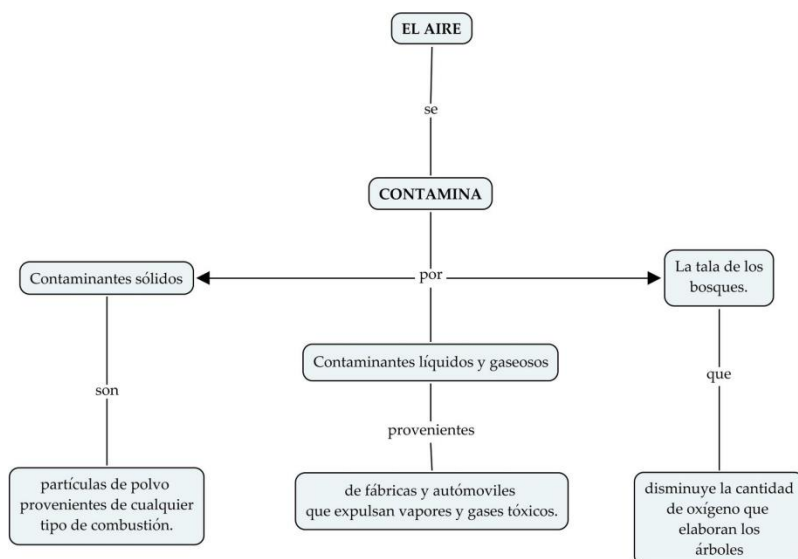 EL AIRE
se
CONTAMINA
por
Contaminantes sólidos
La tala de los
bosques.
Contaminantes líquidos y gaseosos
son
provenientes
que
partículas de polvo
provenientes de cualquier
tipo de combustión.
de fábricas y autómoviles
que expulsan vapores y gases tóxicos.
disminuye la cantidad
de oxígeno que
elaboran los
árboles